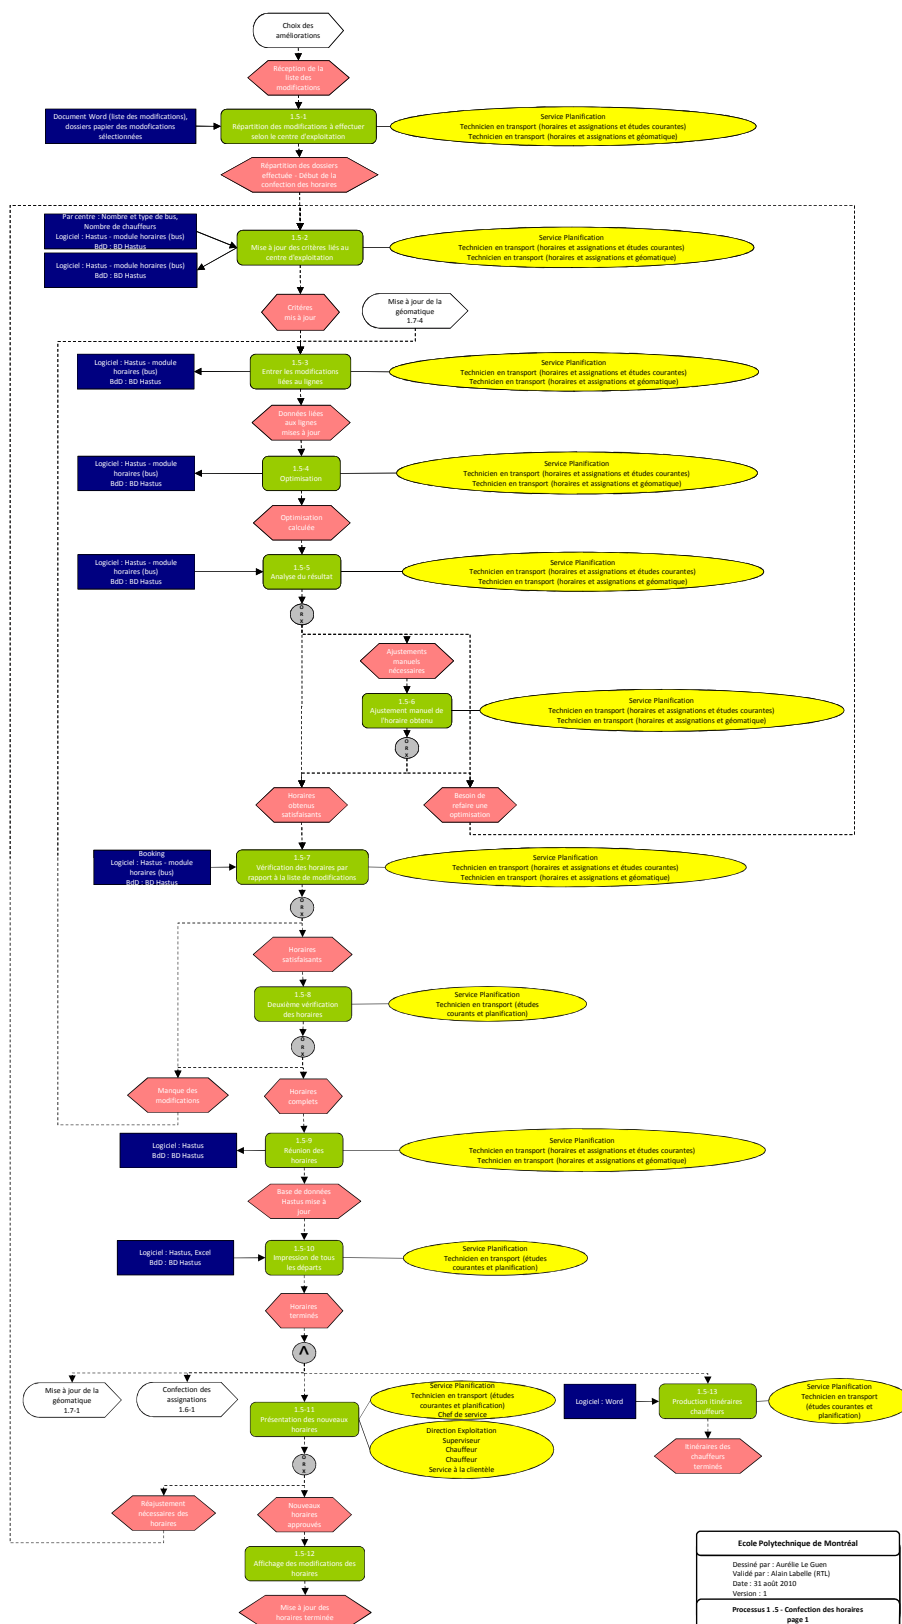 Choix des
améliorations
Réception de la
liste des
modifications
Document Word (liste des modifications),
dossiers papier des modofications
sélectionnées
1.5-1
Répartition des modifications à effectuer
selon le centre d'exploitation
Service Planification
Technicien en transport (horaires et assignations et études courantes)
Technicien en transport (horaires et assignations et géomatique)
Répartition des dossiers
effectuée - Début de la
confection des horaires
Par centre : Nombre et type de bus,
Nombre de chauffeurs
Logiciel : Hastus - module horaires (bus)
BdD : BD Hastus
1.5-2
Mise à jour des critères liés au
centre d'exploitation
Service Planification
Technicien en transport (horaires et assignations et études courantes)
Technicien en transport (horaires et assignations et géomatique)
Logiciel : Hastus - module horaires (bus)
BdD : BD Hastus
Critères
mis à jour
Mise à jour de la
géomatique
1.7-4
Logiciel : Hastus - module
horaires (bus)
BdD : BD Hastus
1.5-3
Entrer les modifications
liées au lignes
Service Planification
Technicien en transport (horaires et assignations et études courantes)
Technicien en transport (horaires et assignations et géomatique)
Données liées
aux lignes
mises à jour
Logiciel : Hastus - module
horaires (bus)
BdD : BD Hastus
1.5-4
Optimisation
Service Planification
Technicien en transport (horaires et assignations et études courantes)
Technicien en transport (horaires et assignations et géomatique)
Optimisation
calculée
Logiciel : Hastus - module
horaires (bus)
BdD : BD Hastus
1.5-5
Analyse du résultat
Service Planification
Technicien en transport (horaires et assignations et études courantes)
Technicien en transport (horaires et assignations et géomatique)
O
R
X
Ajustements
manuels
nécessaires
1.5-6
Ajustement manuel de
l'horaire obtenu
Service Planification
Technicien en transport (horaires et assignations et études courantes)
Technicien en transport (horaires et assignations et géomatique)
O
R
X
Horaires
obtenus
satisfaisants
Besoin de
refaire une
optimisation
Booking
Logiciel : Hastus - module
horaires (bus)
BdD : BD Hastus
1.5-7
Vérification des horaires par
rapport à la liste de modifications
Service Planification
Technicien en transport (horaires et assignations et études courantes)
Technicien en transport (horaires et assignations et géomatique)
O
R
X
Horaires
satisfaisants
1.5-8
Deuxième vérification
des horaires
Service Planification
Technicien en transport (études
courants et planification)
O
R
X
Manque des
modifications
Horaires
complets
Logiciel : Hastus
BdD : BD Hastus
1.5-9
Réunion des
horaires
Service Planification
Technicien en transport (horaires et assignations et études courantes)
Technicien en transport (horaires et assignations et géomatique)
Base de données
Hastus mise à
jour
Logiciel : Hastus, Excel
BdD : BD Hastus
1.5-10
Impression de tous
les départs
Service Planification
Technicien en transport (études
courantes et planification)
Horaires
terminés
^
Mise à jour de la
géomatique
1.7-1
Confection des
assignations
1.6-1
1.5-11
Présentation des nouveaux
horaires
Service Planification
Technicien en transport (études
courantes et planification)
Chef de service
Direction Exploitation
Superviseur
Chauffeur
Chauffeur
Service à la clientèle
Logiciel : Word
1.5-13
Production itinéraires
chauffeurs
Service Planification
Technicien en transport
(études courantes et
planification)
Itinéraires des
chauffeurs
terminés
O
R
X
Réajustement
nécessaires des
horaires
Nouveaux
horaires
approuvés
1.5-12
Affichage des modifications des
horaires
Mise à jour des
horaires terminée
Ecole Polytechnique de Montréal
Dessiné par : Aurélie Le Guen
Validé par : Alain Labelle (RTL)
Date : 31 août 2010
Version : 1
Processus 1 .5 - Confection des horaires
page 1